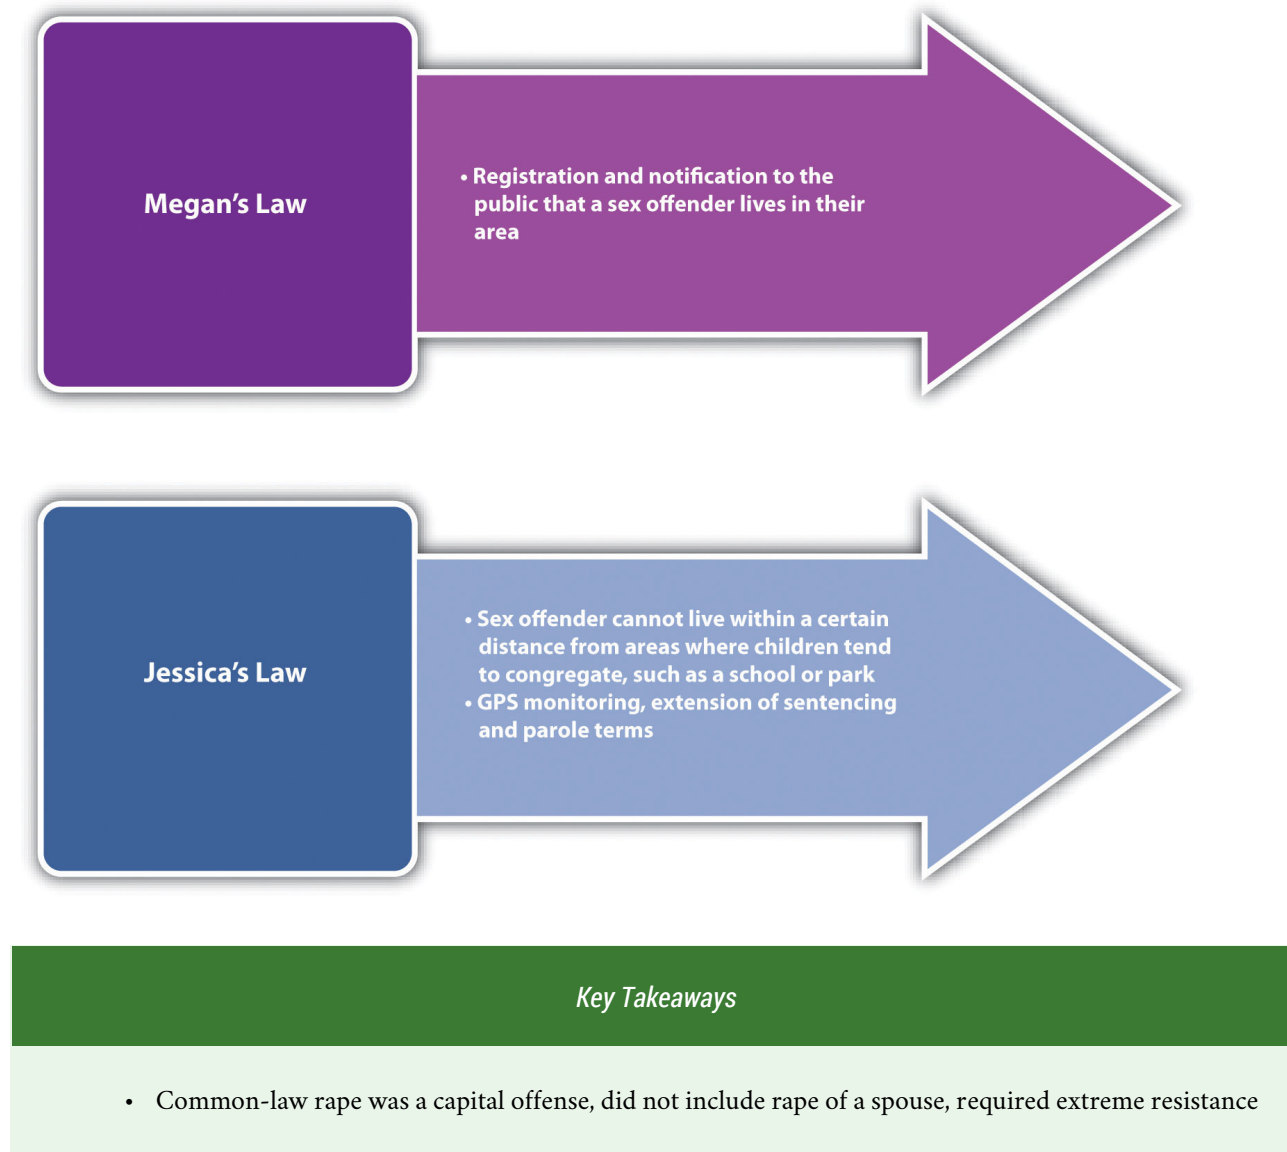 Megan's Law
• Registration and notification to the
public that a sex offender lives in their
area
Jessica's Law
• Sex offender cannot live within a certain
distance from areas where children tend
to congregate, such as a school or park
• GPS monitoring, extension of sentencing
and parole terms
Key Takeaways
• Common-law rape was a capital offense, did not include rape of a spouse, required extreme resistance